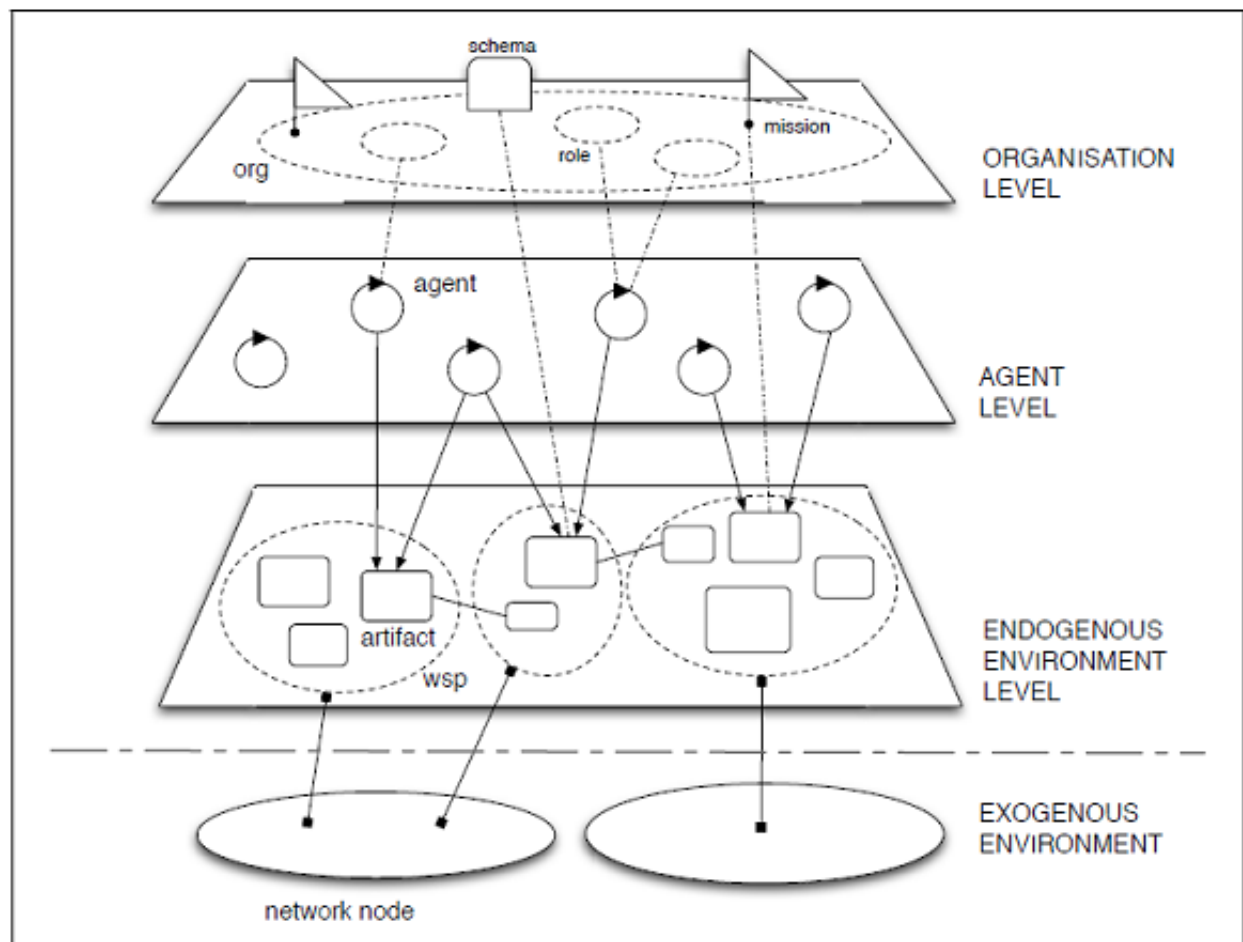 schema
mission
role
org
ORGANISATION
LEVEL
agent
AGENT
LEVEL
artifact
wsp
ENDOGENOUS
ENVIRONMENT
LEVEL
EXOGENOUS
ENVIRONMENT
network node